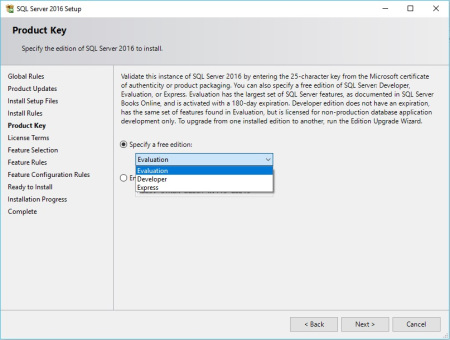 SQL Server 2016 Setup
Product Key
Specify the edition of SQL Server 2016 to install.
Global Rules
Product Updates
Install Setup Files
Install Rules
Product Key
License Terms
Feature Selection
Feature Rules
Feature Configuration Rules
Ready to Install
Installation Progress
Complete
Validate this instance of SQL Server 2016 by entering the 25-character key from the Microsoft certificate
of authenticity or product packaging. You can also specify a free edition of SQL Server: Developer,
Evaluation, or Express. Evaluation has the largest set of SQL Server features, as documented in SQL Server
Books Online, and is activated with a 180-day expiration. Developer edition does not have an expiration,
has the same set of features found in Evaluation, but is licensed for non-production database application
development only. To upgrade from one installed edition to another, run the Edition Upgrade Wizard.
Specify a free edition:
Evaluation
Evaluation
Developer
Express
< Back
Next >
Cancel